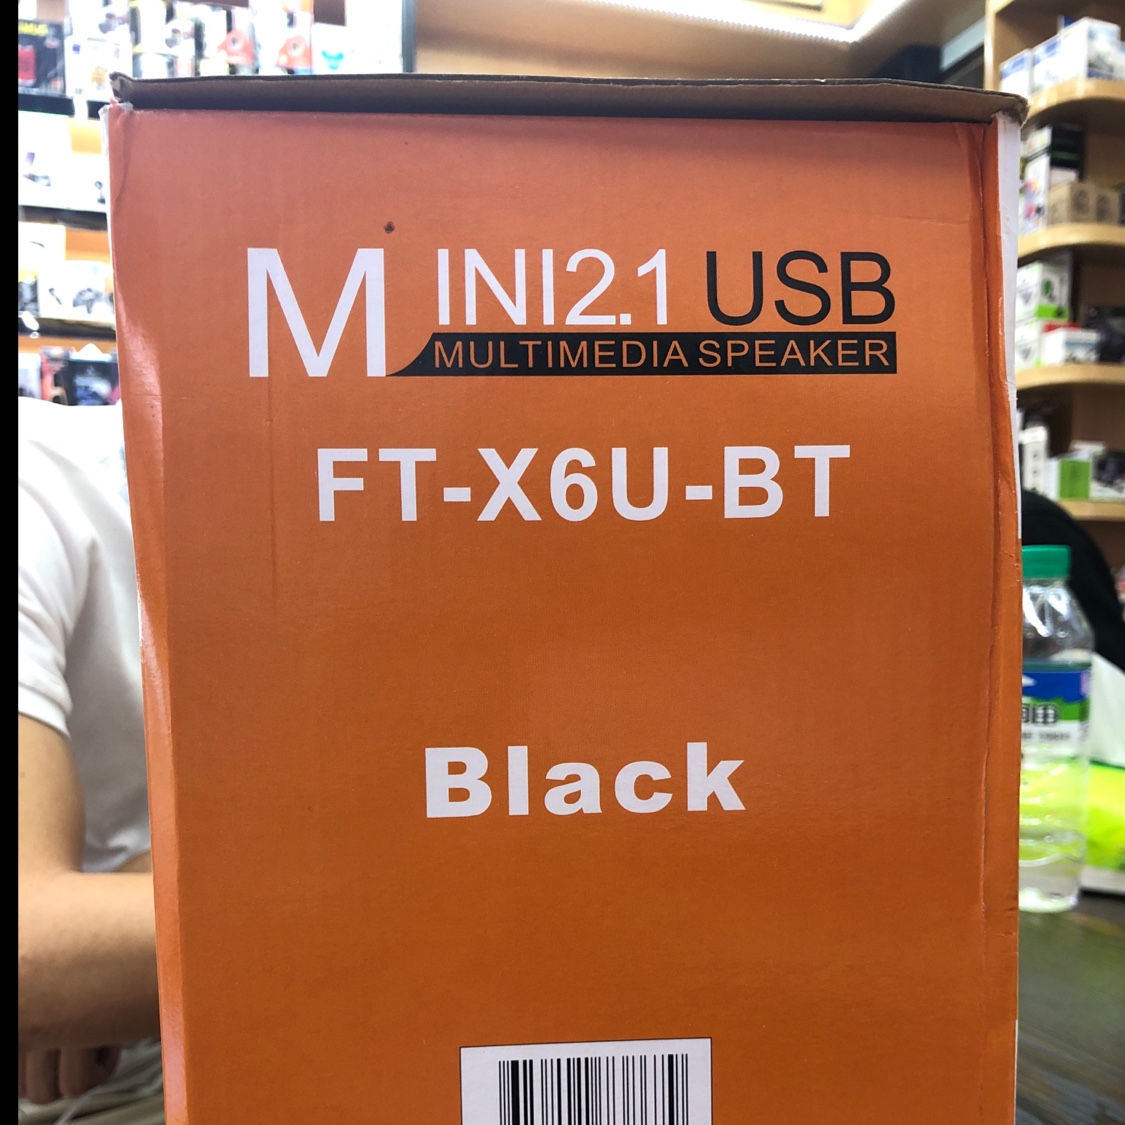 MINI2.1 USB
MULTIMEDIA SPEAKER
FT-X6U-BT
Black